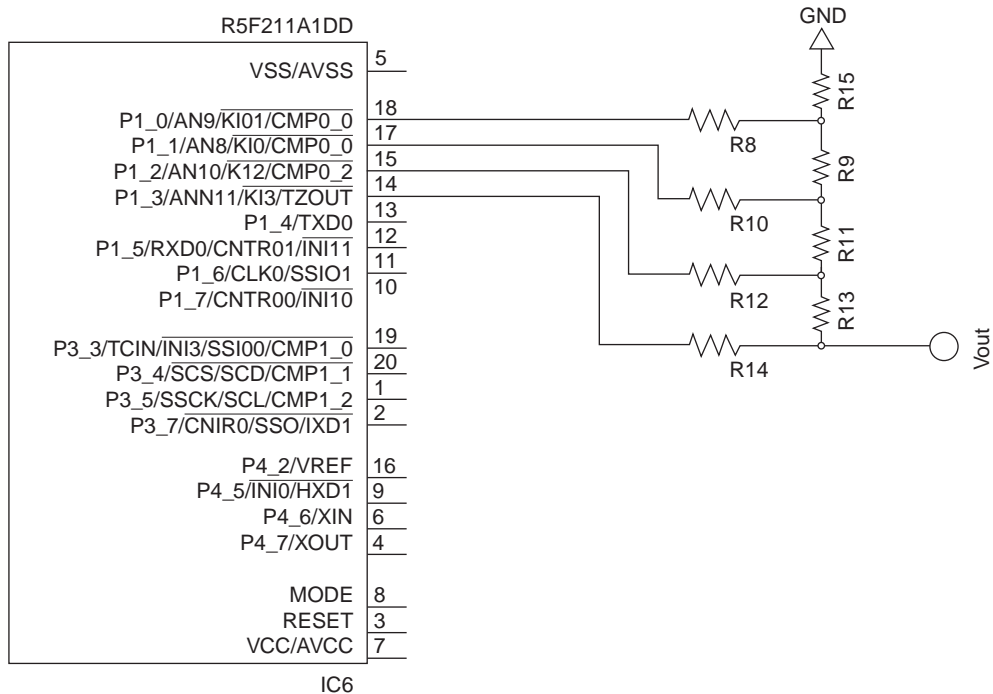 R5F211A1DD
VSS/AVSS 5
P1_0/AN9/KI01/CMP0_0 18
P1_1/AN8/KI0/CMP0_0 17
P1_2/AN10/K12/CMP0_2 15
P1_3/ANN11/KI3/TZOUT 14
P1_4/TXD0 13
P1_5/RXD0/CNTR01/INI11 12
P1_6/CLK0/SSIO1 11
P1_7/CNTR00/INI10 10
P3_3/TCIN/INI3/SSI00/CMP1_0 19
P3_4/SCS/SCD/CMP1_1 20
P3_5/SSCK/SCL/CMP1_2 1
P3_7/CNIR0/SSO/IXD1 2
P4_2/VREF 16
P4_5/INI0/HXD1 9
P4_6/XIN 6
P4_7/XOUT 4
MODE 8
RESET 3
VCC/AVCC 7
IC6
GND
R15
R8
R9
R10
R11
R12
R13
R14
Vout